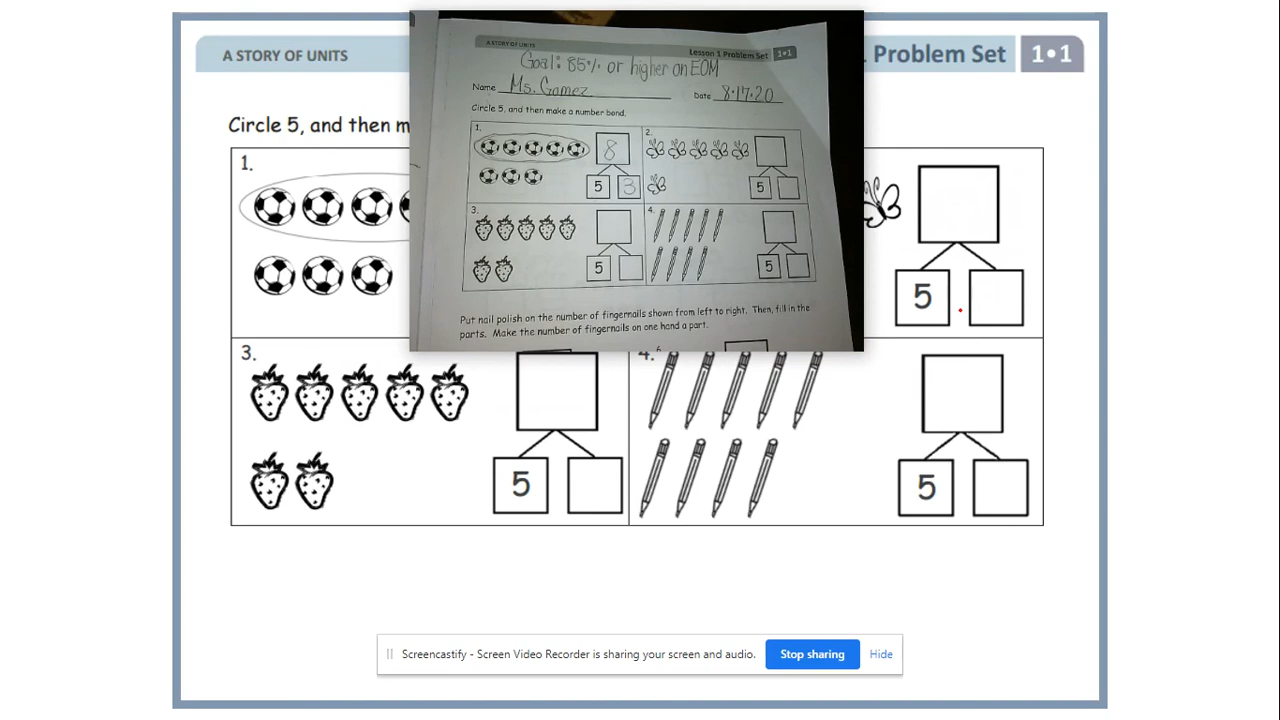 A STORY OF UNITS
Problem Set 1•1
Circle 5, and then m
1.
5
3.
5
4.
5
A STORY OF UNITS
Lesson 1 Problem Set 1•1
Goal: 85% or higher on EOM
Name Ms. Gamez Date 8·17·20
Circle 5, and then make a number bond.
1.
8
5 3
2.
5
3.
5
4.
5
Put nail polish on the number of fingernails shown from left to right. Then, fill in the
parts. Make the number of fingernails on one hand a part.
6.
Screencastify - Screen Video Recorder is sharing your screen and audio. Stop sharing Hide